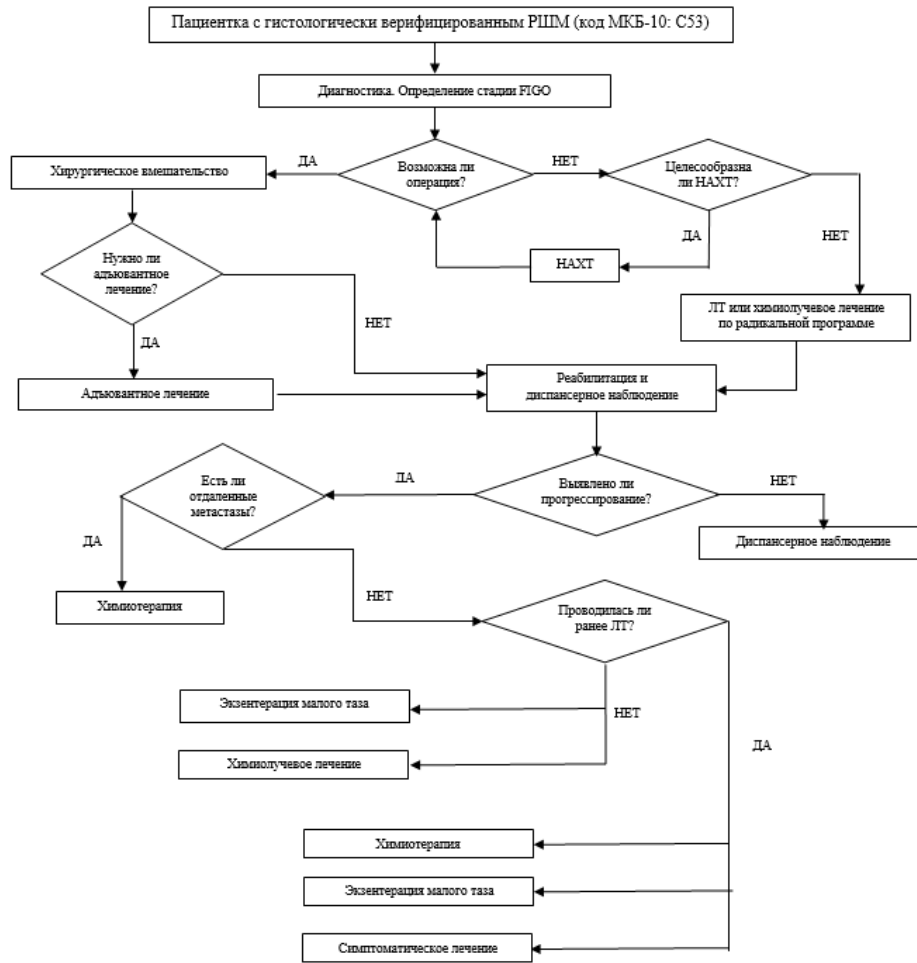 Пациентка с гистологически верифицированным РШМ (код МКБ-10: C53)
Диагностика. Определение стадии FIGO
Возможна ли
операция?
ДА
НЕТ
Хирургическое вмешательство
Целесообразна
ли НАХТ?
ДА
НЕТ
НАХТ
Нужно ли
адъювантное
лечение?
НЕТ
ДА
ЛТ или химиолучевое лечение
по радикальной программе
Адъювантное лечение
Реабилитация и
диспансерное наблюдение
Выявлено ли
прогрессирование?
ДА
НЕТ
Есть ли
отдаленные
метастазы?
Диспансерное наблюдение
ДА
НЕТ
Химиотерапия
Проводилась ли
ранее ЛТ?
НЕТ
ДА
Экзентерация малого таза
Химиолучевое лечение
Химиотерапия
Экзентерация малого таза
Симптоматическое лечение